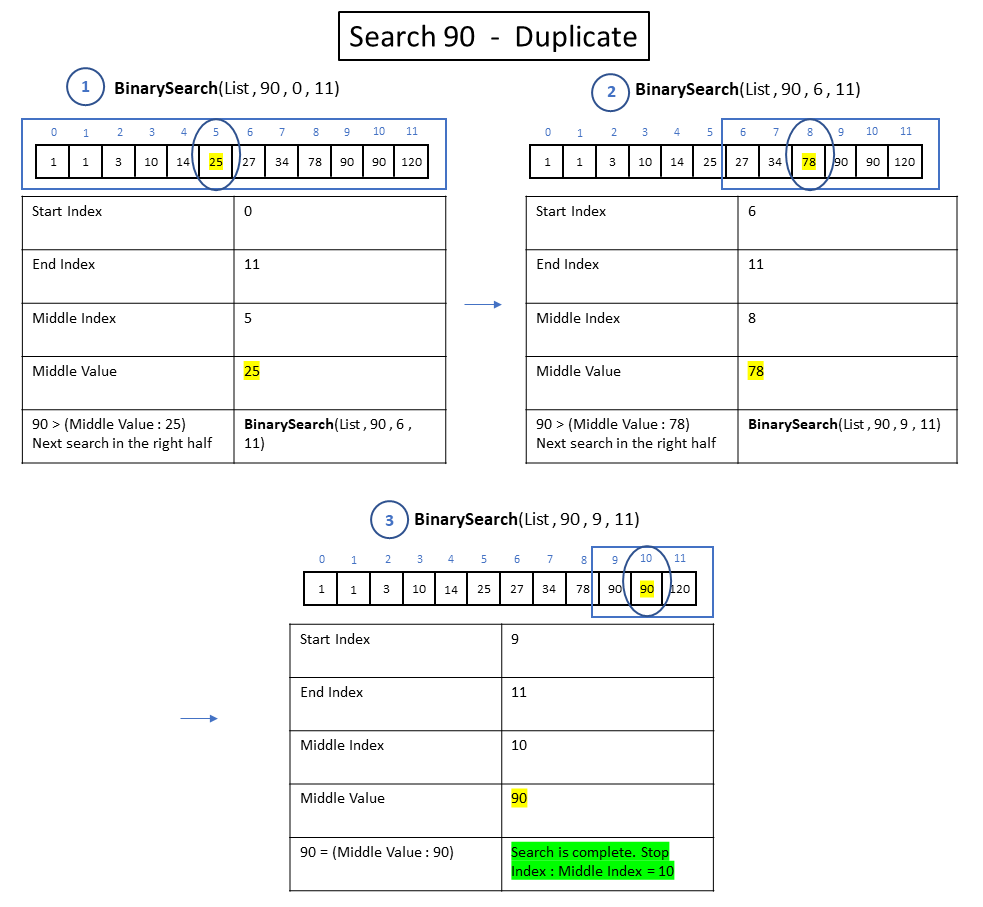 Search 90 - Duplicate
1 BinarySearch(List , 90 , 0 , 11)
0 1 2 3 4 5 6 7 8 9 10 11
1 1 3 10 14 25 27 34 78 90 90 120
Start Index 0
End Index 11
Middle Index 5
Middle Value 25
90 > (Middle Value : 25) BinarySearch(List , 90 , 6 ,
Next search in the right half 11)
2 BinarySearch(List , 90 , 6 , 11)
0 1 2 3 4 5 6 7 8 9 10 11
1 1 3 10 14 25 27 34 78 90 90 120
Start Index 6
End Index 11
Middle Index 8
Middle Value 78
90 > (Middle Value : 78) BinarySearch(List , 90 , 9 , 11)
Next search in the right half
3 BinarySearch(List , 90 , 9 , 11)
0 1 2 3 4 5 6 7 8 9 10 11
1 1 3 10 14 25 27 34 78 90 90 120
Start Index 9
End Index 11
Middle Index 10
Middle Value 90
90 = (Middle Value : 90) Search is complete. Stop
Index : Middle Index = 10